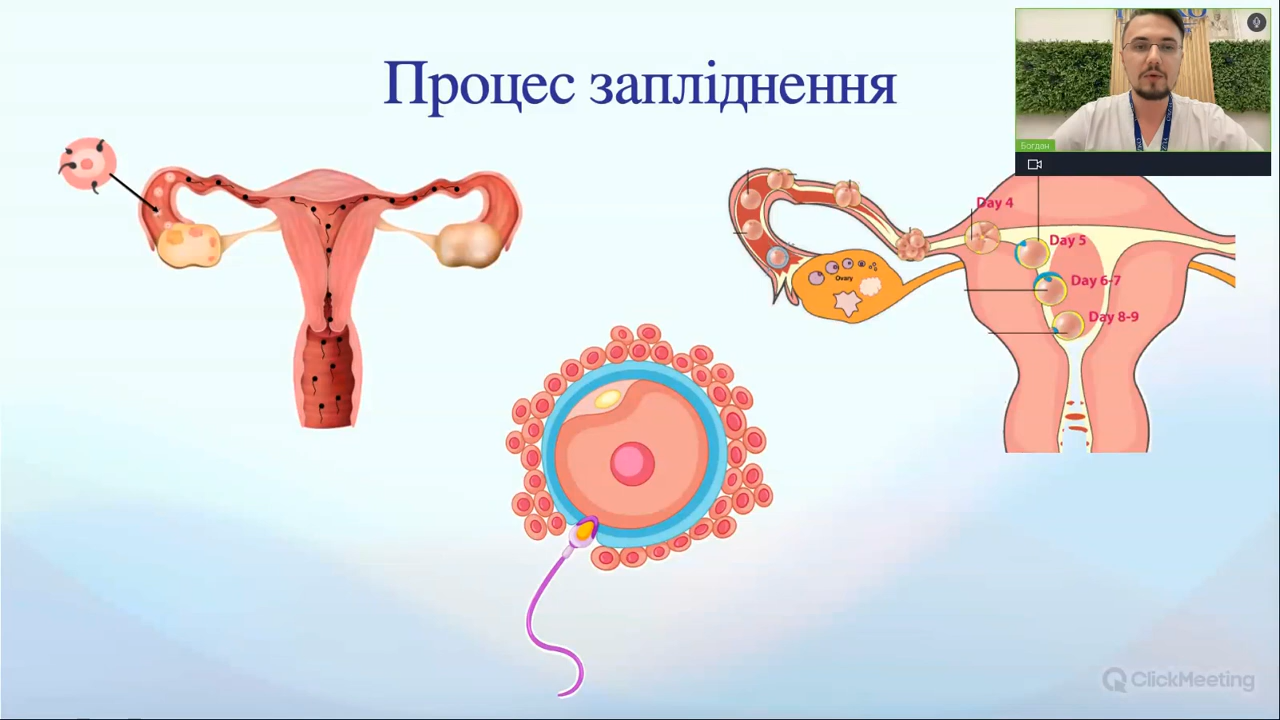 Процес запліднення
Богдан
Day 4
Day 5
Day 6-7
Day 8-9
Ovary
ClickMeeting